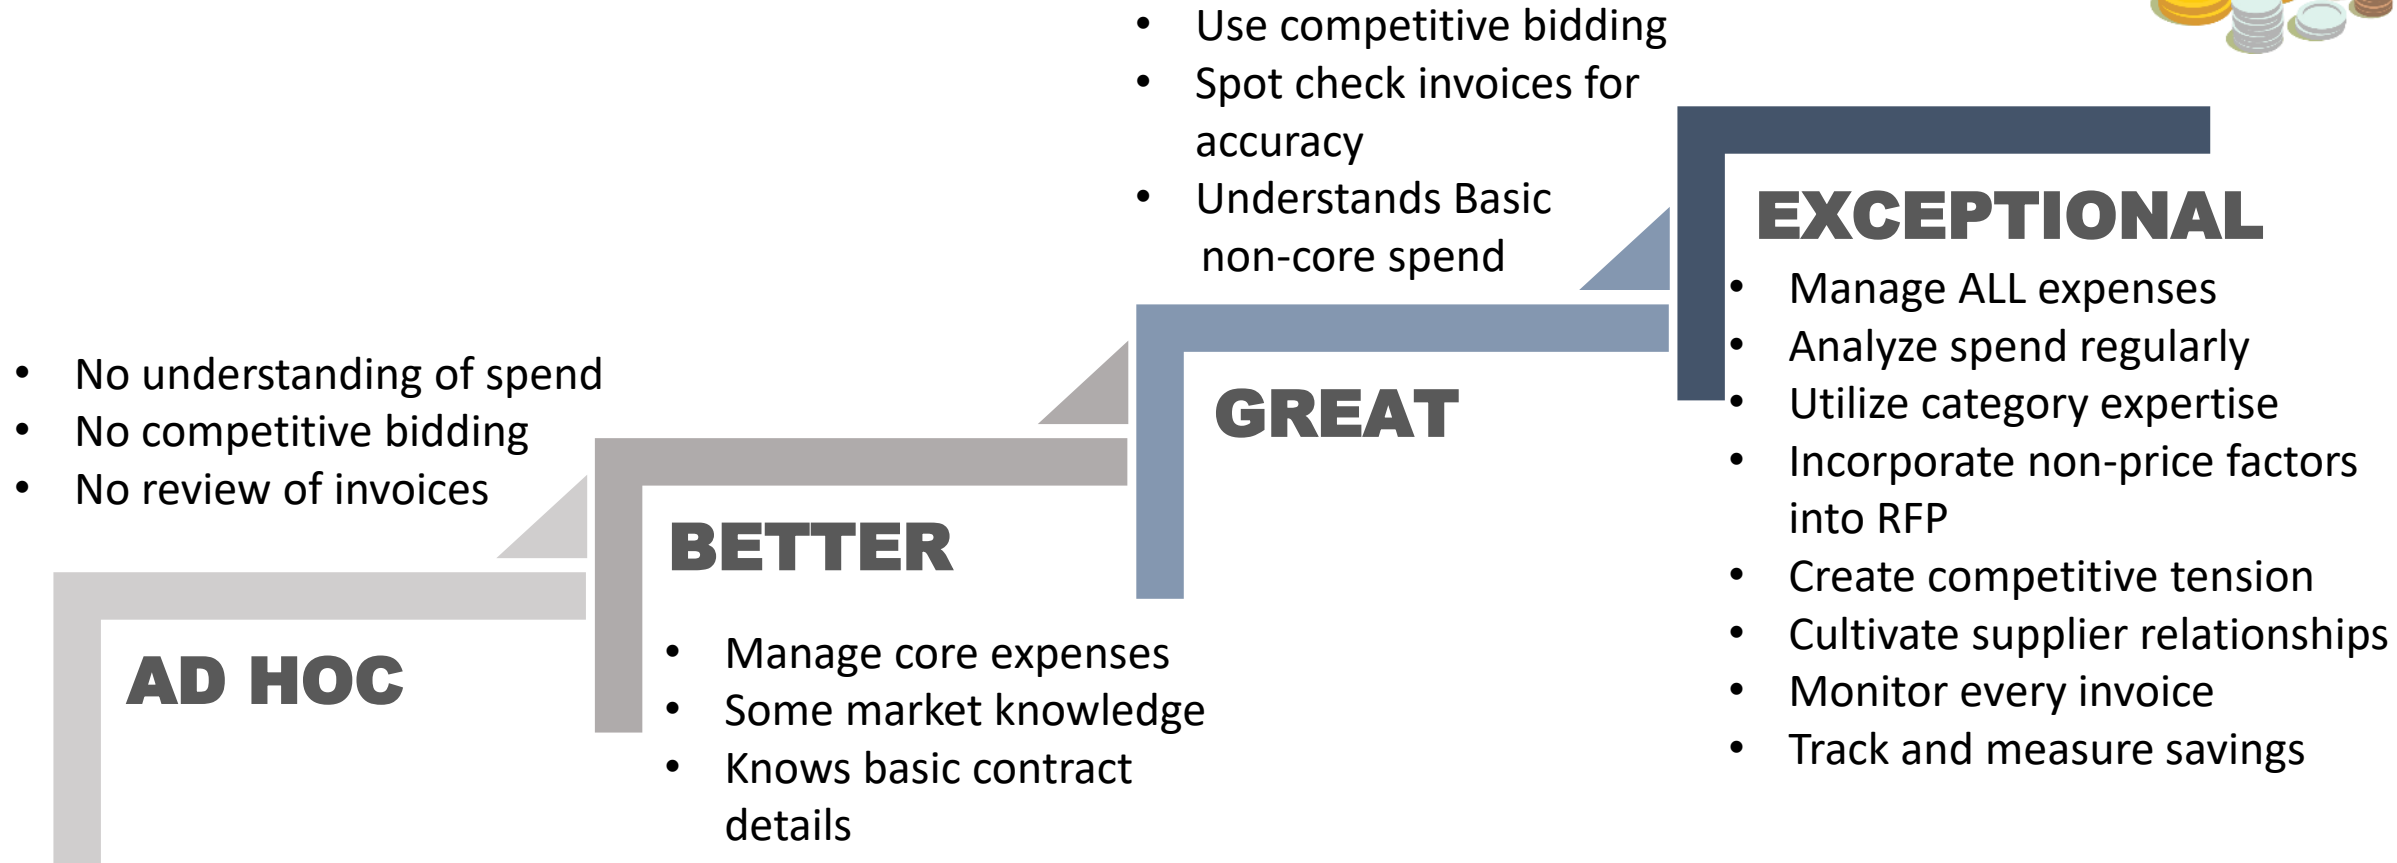 • No understanding of spend
• No competitive bidding
• No review of invoices
AD HOC
BETTER
• Manage core expenses
• Some market knowledge
• Knows basic contract
details
• Use competitive bidding
• Spot check invoices for
accuracy
• Understands Basic
non-core spend
GREAT
EXCEPTIONAL
• Manage ALL expenses
• Analyze spend regularly
• Utilize category expertise
• Incorporate non-price factors
into RFP
• Create competitive tension
• Cultivate supplier relationships
• Monitor every invoice
• Track and measure savings